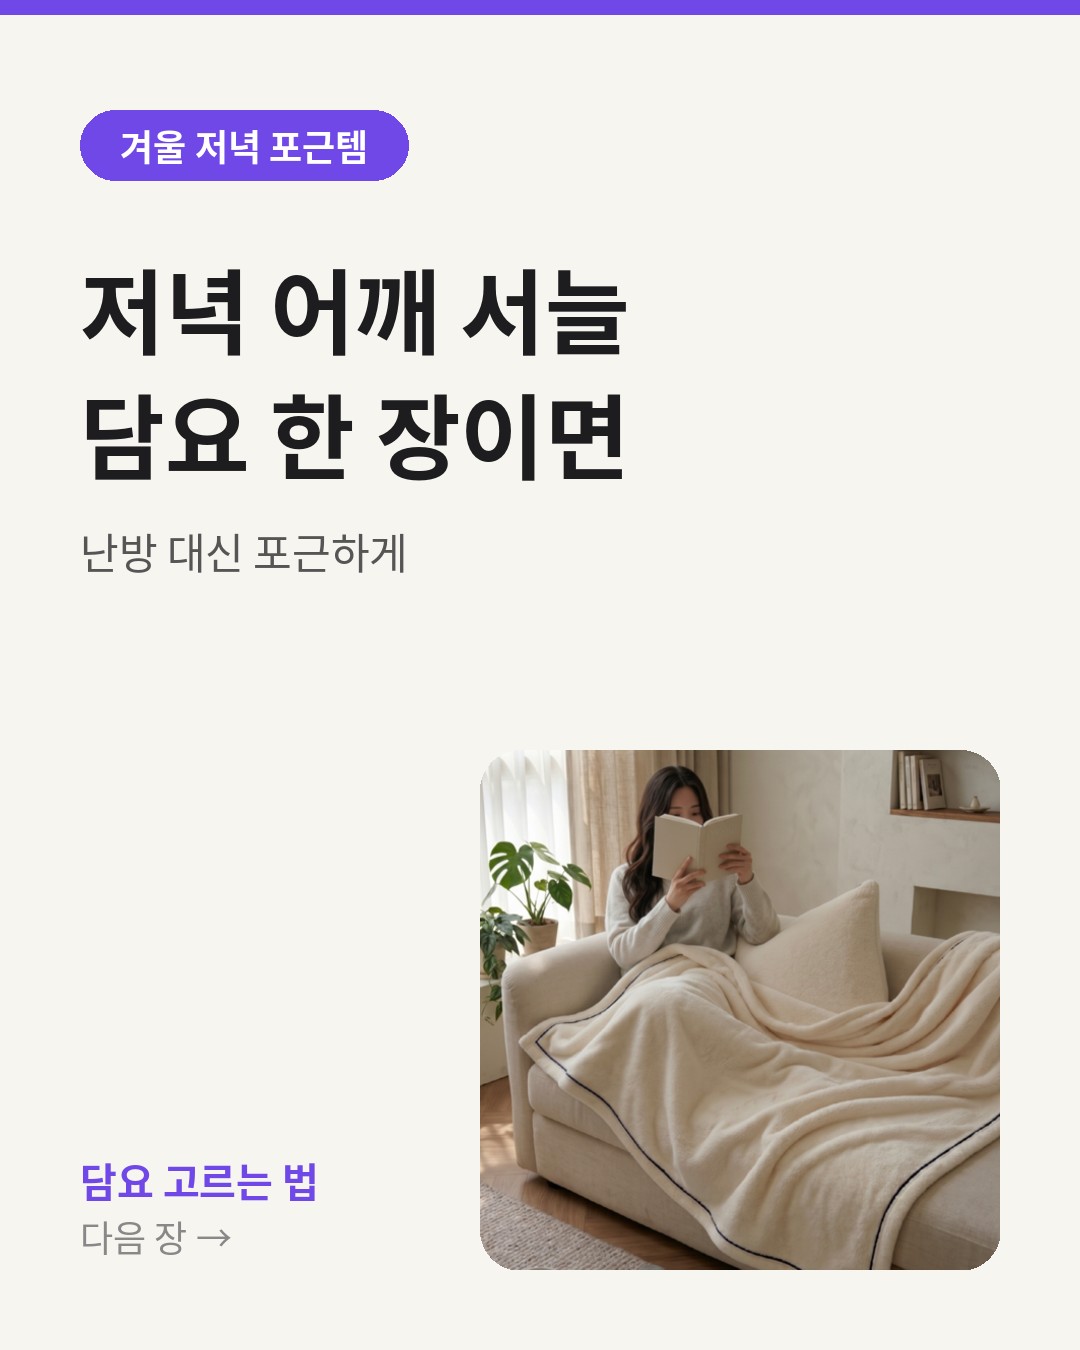 겨울 저녁 포근템
저녁 어깨 서늘
담요 한 장이면
난방 대신 포근하게
담요 고르는 법
다음 장 →